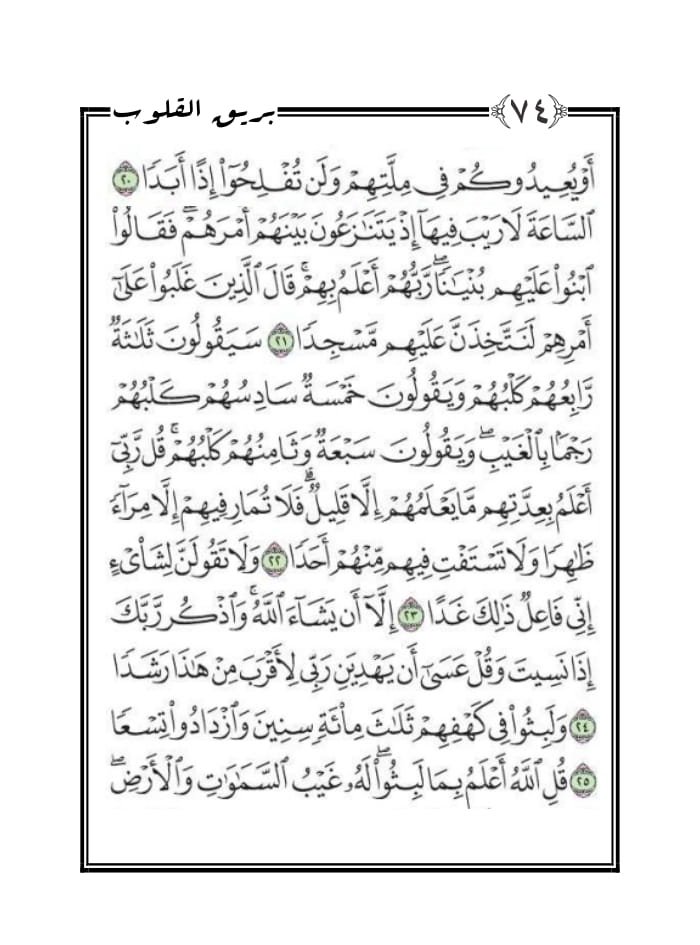 ﴿٧٤﴾ بريق القلوب
أَوْ يُعِيدُوكُمْ فِى مِلَّتِهِمْ وَلَن تُفْلِحُوٓا۟ إِذًا أَبَدًا ٢٠
ٱلسَّاعَةَ لَا رَيْبَ فِيهَآ إِذْ يَتَنَٰزَعُونَ بَيْنَهُمْ أَمْرَهُمْ ۖ فَقَالُوا۟
ٱبْنُوا۟ عَلَيْهِم بُنْيَٰنًا ۖ رَّبُّهُمْ أَعْلَمُ بِهِمْ ۚ قَالَ ٱلَّذِينَ غَلَبُوا۟ عَلَىٰٓ
أَمْرِهِمْ لَنَتَّخِذَنَّ عَلَيْهِم مَّسْجِدًا ٢١ سَيَقُولُونَ ثَلَٰثَةٌ
رَّابِعُهُمْ كَلْبُهُمْ وَيَقُولُونَ خَمْسَةٌ سَادِسُهُمْ كَلْبُهُمْ
رَجْمًۢا بِٱلْغَيْبِ ۖ وَيَقُولُونَ سَبْعَةٌ وَثَامِنُهُمْ كَلْبُهُمْ ۚ قُل رَّبِّىٓ
أَعْلَمُ بِعِدَّتِهِم مَّا يَعْلَمُهُمْ إِلَّا قَلِيلٌ ۗ فَلَا تُمَارِ فِيهِمْ إِلَّا مِرَآءً
ظَٰهِرًا وَلَا تَسْتَفْتِ فِيهِم مِّنْهُمْ أَحَدًا ٢٢ وَلَا تَقُولَنَّ لِشَا۟ىْءٍ
إِنِّى فَاعِلٌ ذَٰلِكَ غَدًا ٢٣ إِلَّآ أَن يَشَآءَ ٱللَّهُ ۚ وَٱذْكُر رَّبَّكَ
إِذَا نَسِيتَ وَقُلْ عَسَىٰٓ أَن يَهْدِيَنِ رَبِّى لِأَقْرَبَ مِنْ هَٰذَا رَشَدًا
٢٤ وَلَبِثُوا۟ فِى كَهْفِهِمْ ثَلَٰثَ مِا۟ئَةٍ سِنِينَ وَٱزْدَادُوا۟ تِسْعًا
٢٥ قُلِ ٱللَّهُ أَعْلَمُ بِمَا لَبِثُوا۟ ۖ لَهُۥ غَيْبُ ٱلسَّمَٰوَٰتِ وَٱلْأَرْضِ ۖ